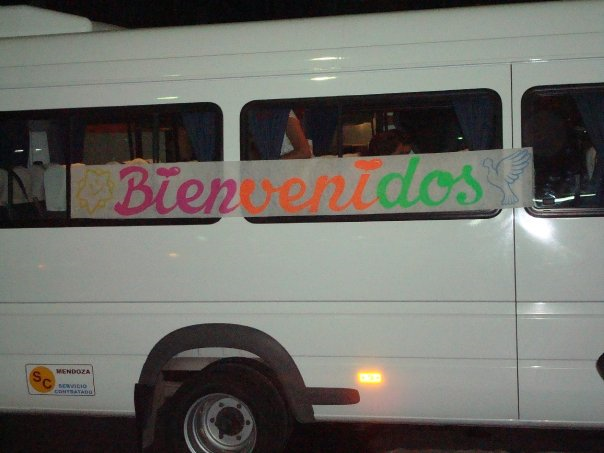 Bienvenidos
SC
MENDOZA
SERVICIO
CONTRATADO